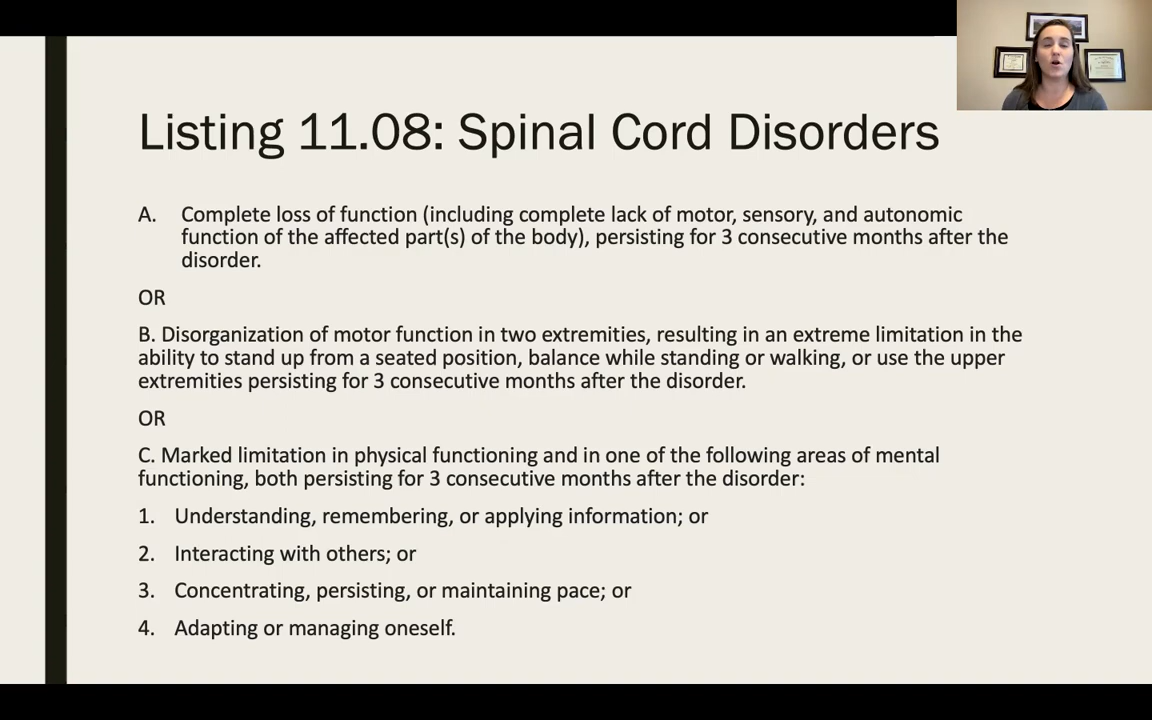 Listing 11.08: Spinal Cord Disorders
A. Complete loss of function (including complete lack of motor, sensory, and autonomic
function of the affected part(s) of the body), persisting for 3 consecutive months after the
disorder.
OR
B. Disorganization of motor function in two extremities, resulting in an extreme limitation in the
ability to stand up from a seated position, balance while standing or walking, or use the upper
extremities persisting for 3 consecutive months after the disorder.
OR
C. Marked limitation in physical functioning and in one of the following areas of mental
functioning, both persisting for 3 consecutive months after the disorder:
1. Understanding, remembering, or applying information; or
2. Interacting with others; or
3. Concentrating, persisting, or maintaining pace; or
4. Adapting or managing oneself.